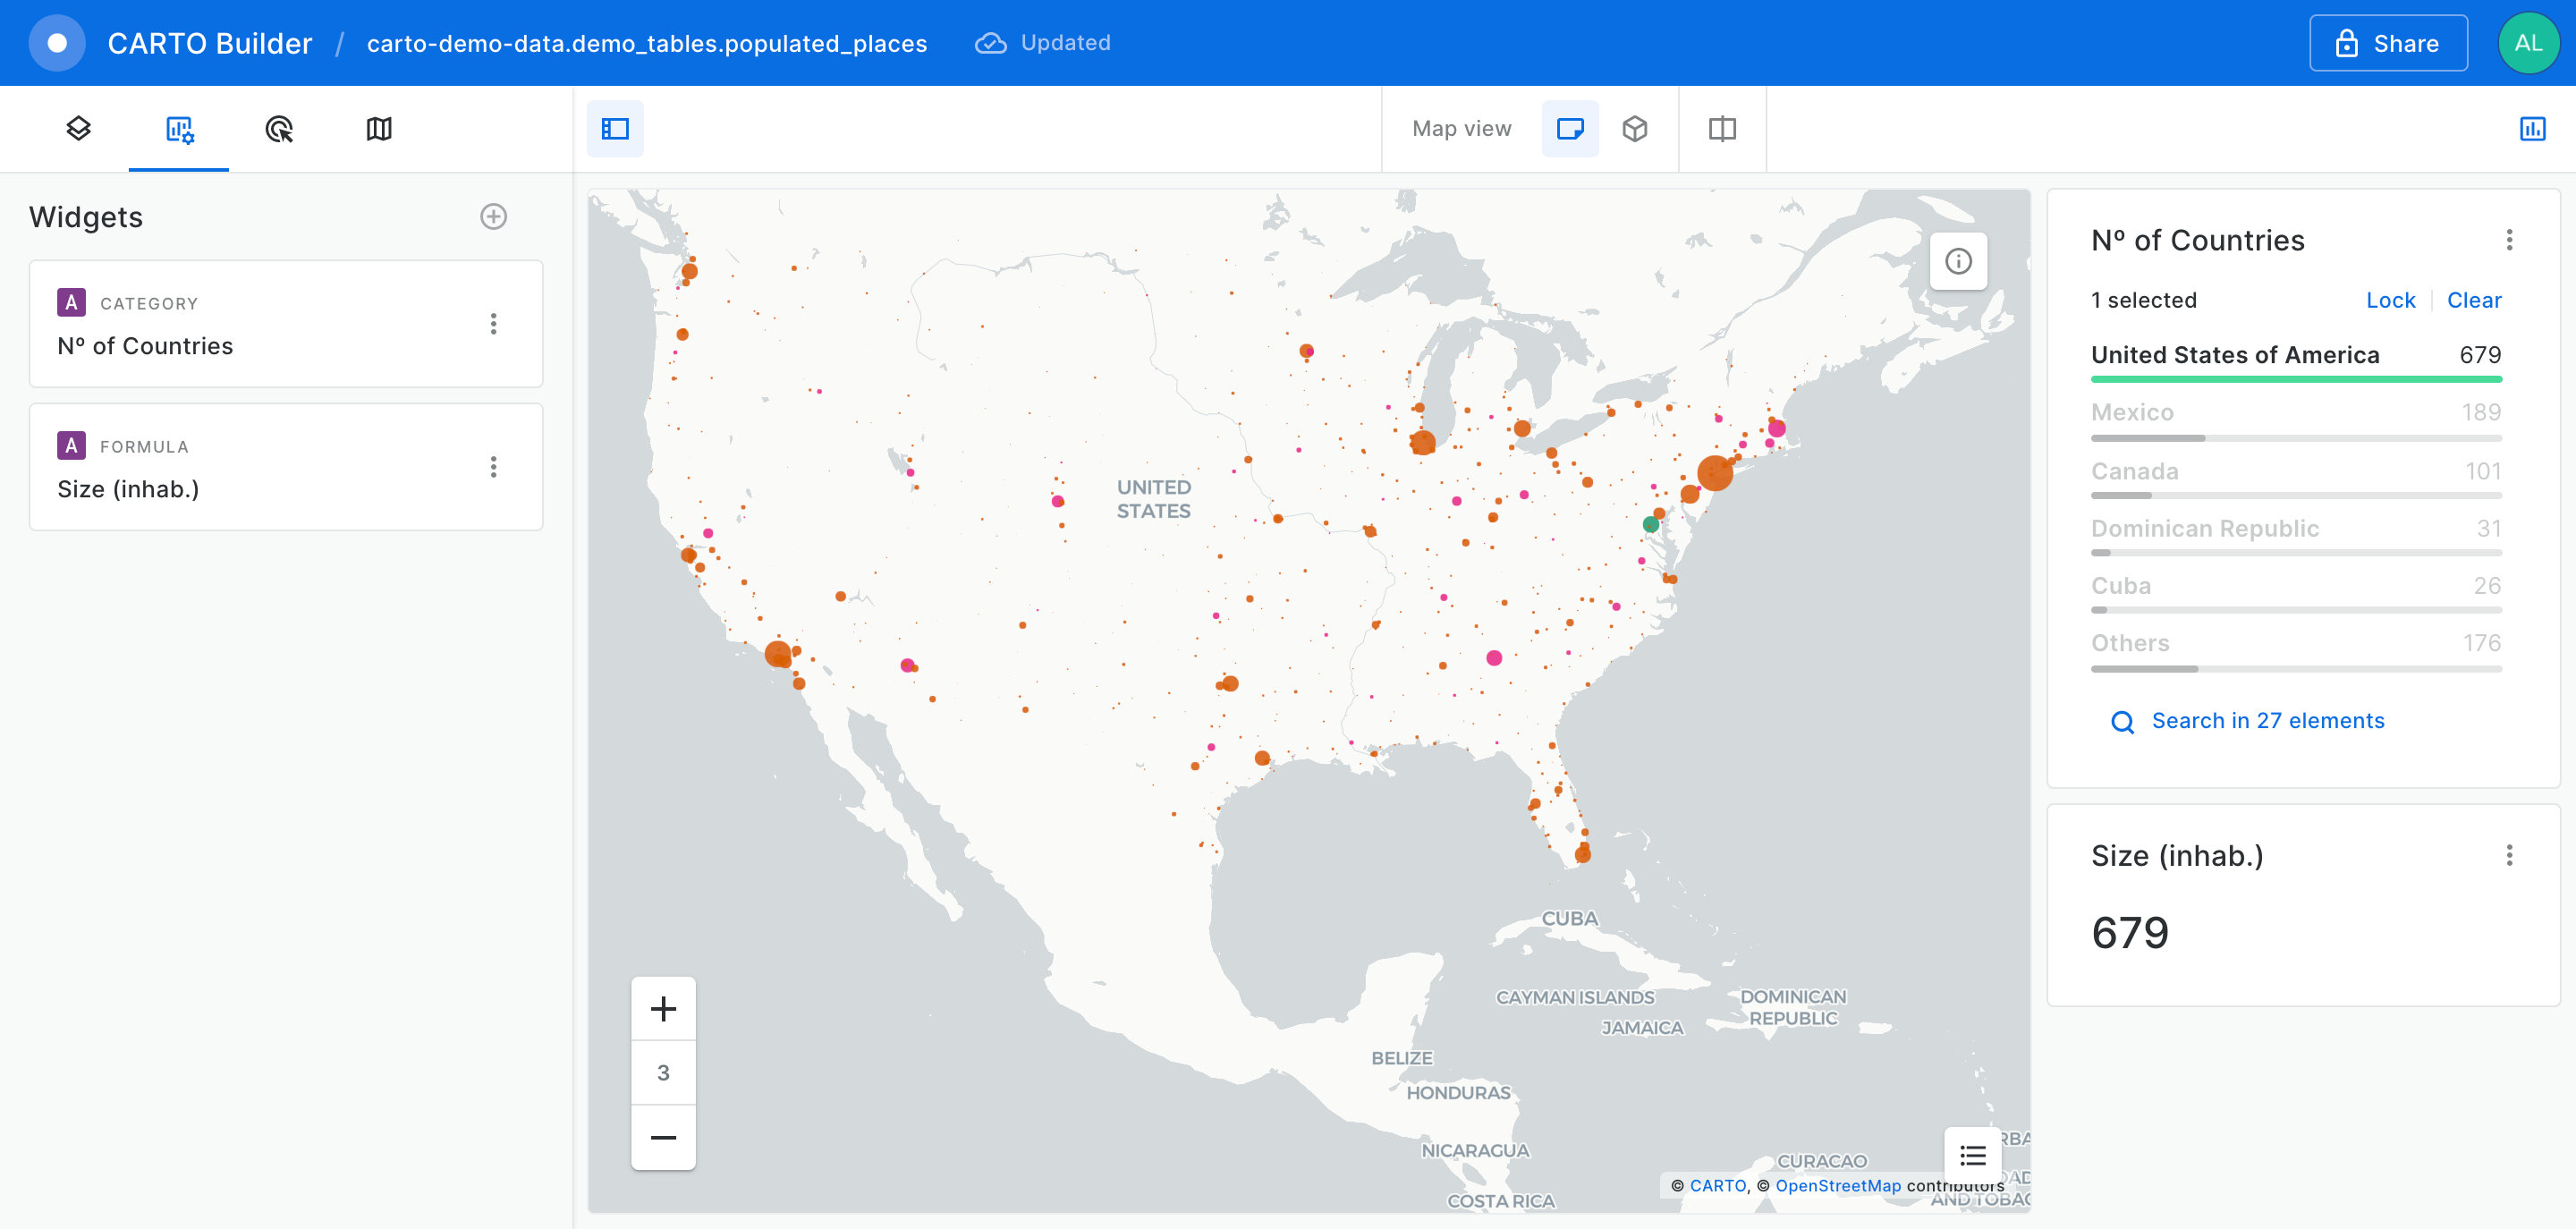 CARTO Builder / carto-demo-data.demo_tables.populated_places Updated Share AL
Map view
Widgets
A CATEGORY
Nº of Countries
A FORMULA
Size (inhab.)
UNITED
STATES
CUBA
CAYMAN ISLANDS
DOMINICAN
REPUBLIC
JAMAICA
BELIZE
HONDURAS
NICARAGUA
CURACAO
COSTA RICA
AND TOBAG
3
© CARTO, © OpenStreetMap contributors
Nº of Countries
1 selected Lock Clear
United States of America 679
Mexico 189
Canada 101
Dominican Republic 31
Cuba 26
Others 176
Search in 27 elements
Size (inhab.)
679